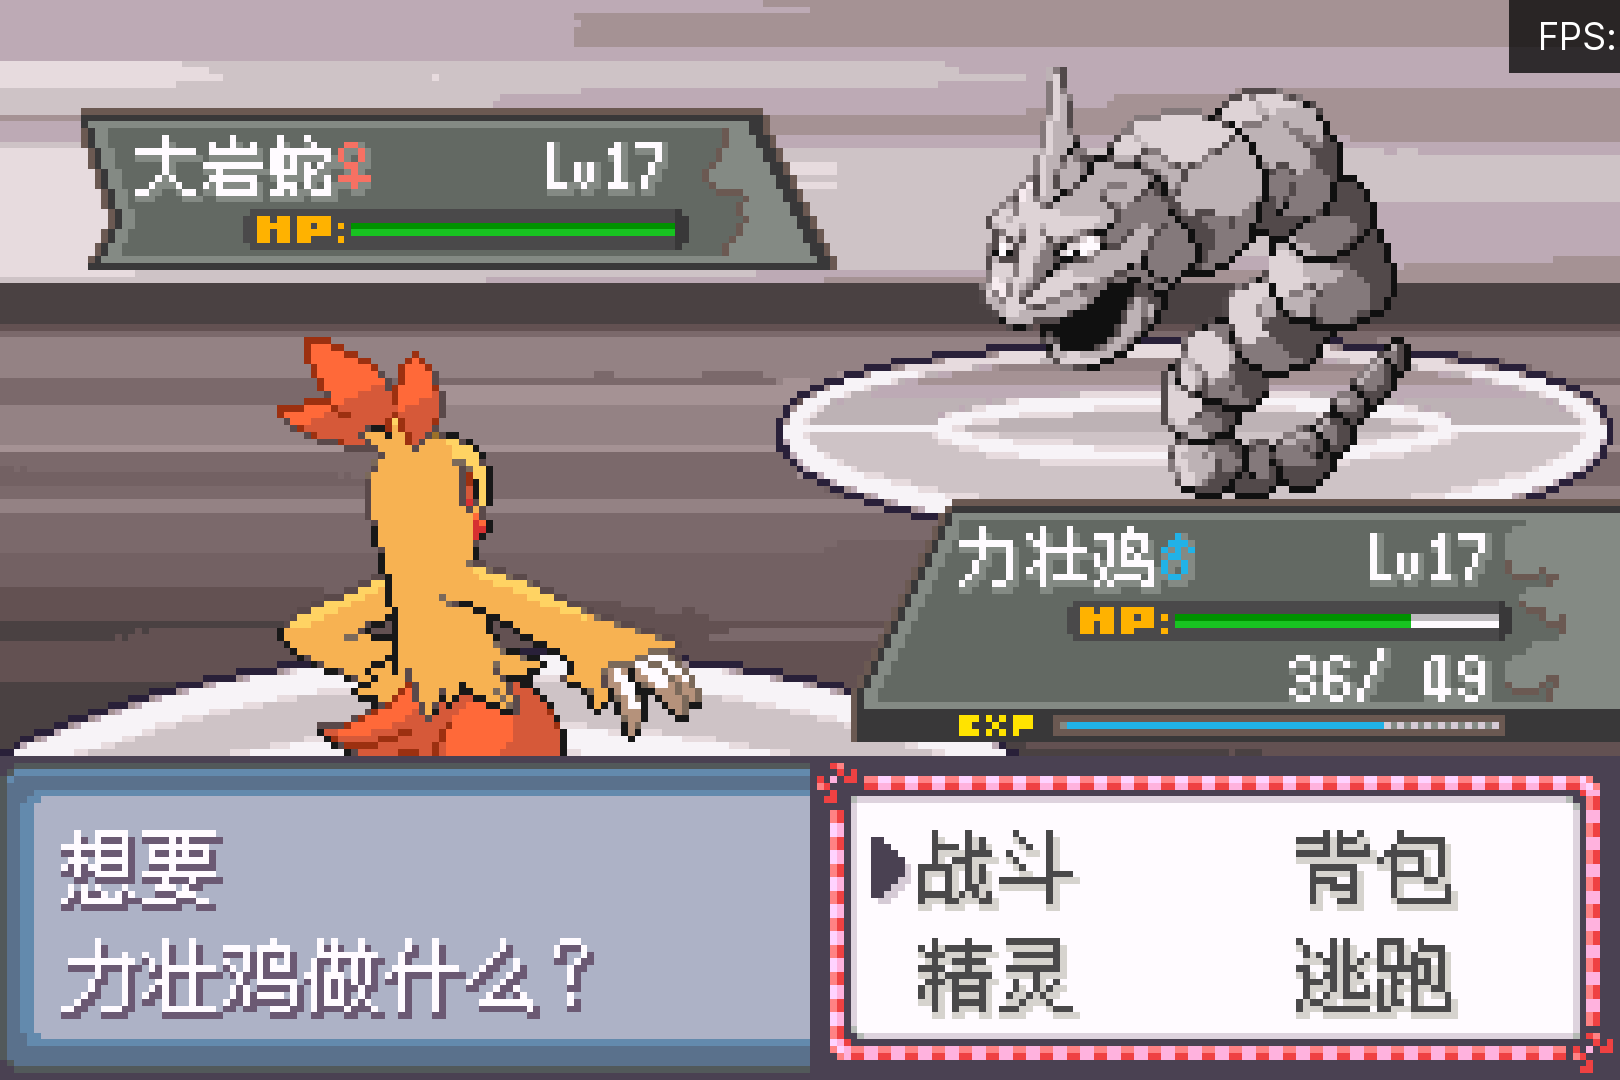 FPS:
大岩蛇♀ Lv17
HP:
力壮鸡♂ Lv17
HP:
36/ 49
EXP
想要
力壮鸡做什么？
▶战斗 背包
精灵 逃跑